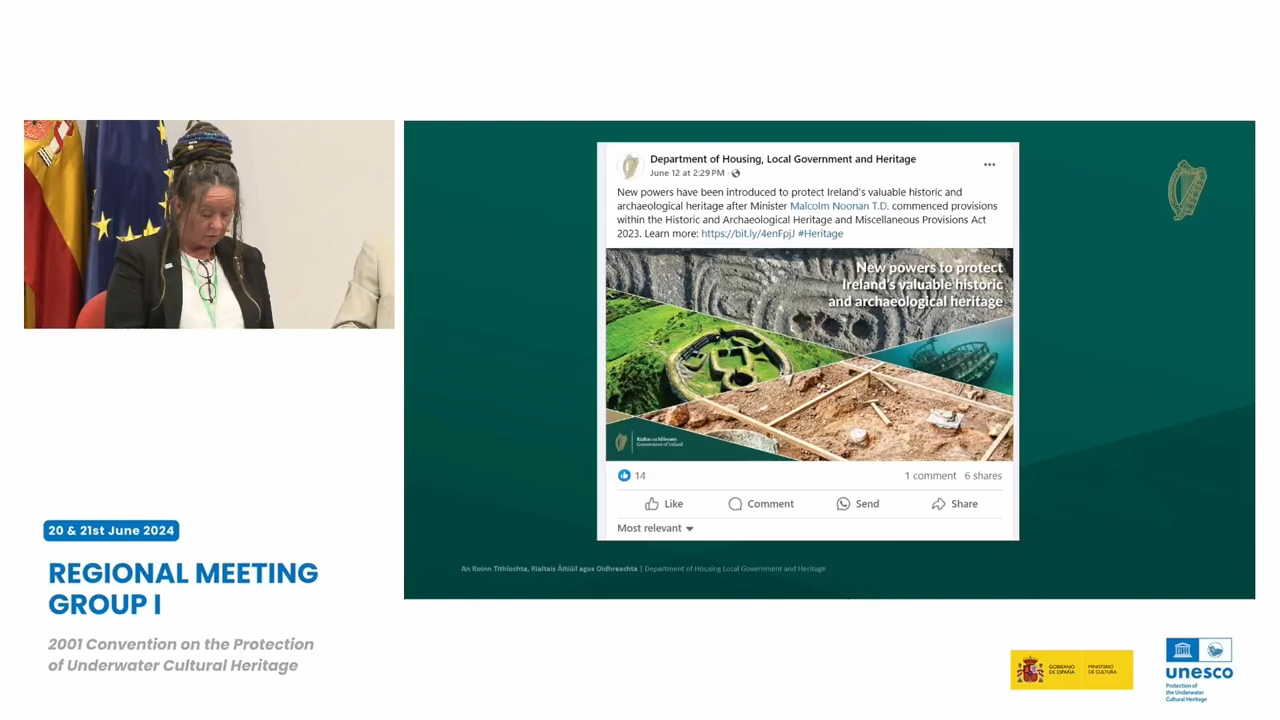 Department of Housing, Local Government and Heritage
June 12 at 2:29 PM ·
New powers have been introduced to protect Ireland's valuable historic and
archaeological heritage after Minister Malcolm Noonan T.D. commenced provisions
within the Historic and Archaeological Heritage and Miscellaneous Provisions Act
2023. Learn more: https://bit.ly/4enFpjJ #Heritage
New powers to protect
Ireland's valuable historic
and archaeological heritage
Rialtas na hÉireann
Government of Ireland
14
1 comment 6 shares
Like Comment Send Share
Most relevant
An Roinn Tithíochta, Rialtais Áitiúil agus Oidhreachta | Department of Housing Local Government and Heritage
20 & 21st June 2024
REGIONAL MEETING
GROUP I
2001 Convention on the Protection
of Underwater Cultural Heritage
GOBIERNO
DE ESPAÑA
MINISTERIO
DE CULTURA
unesco
Protection of
the Underwater
Cultural Heritage